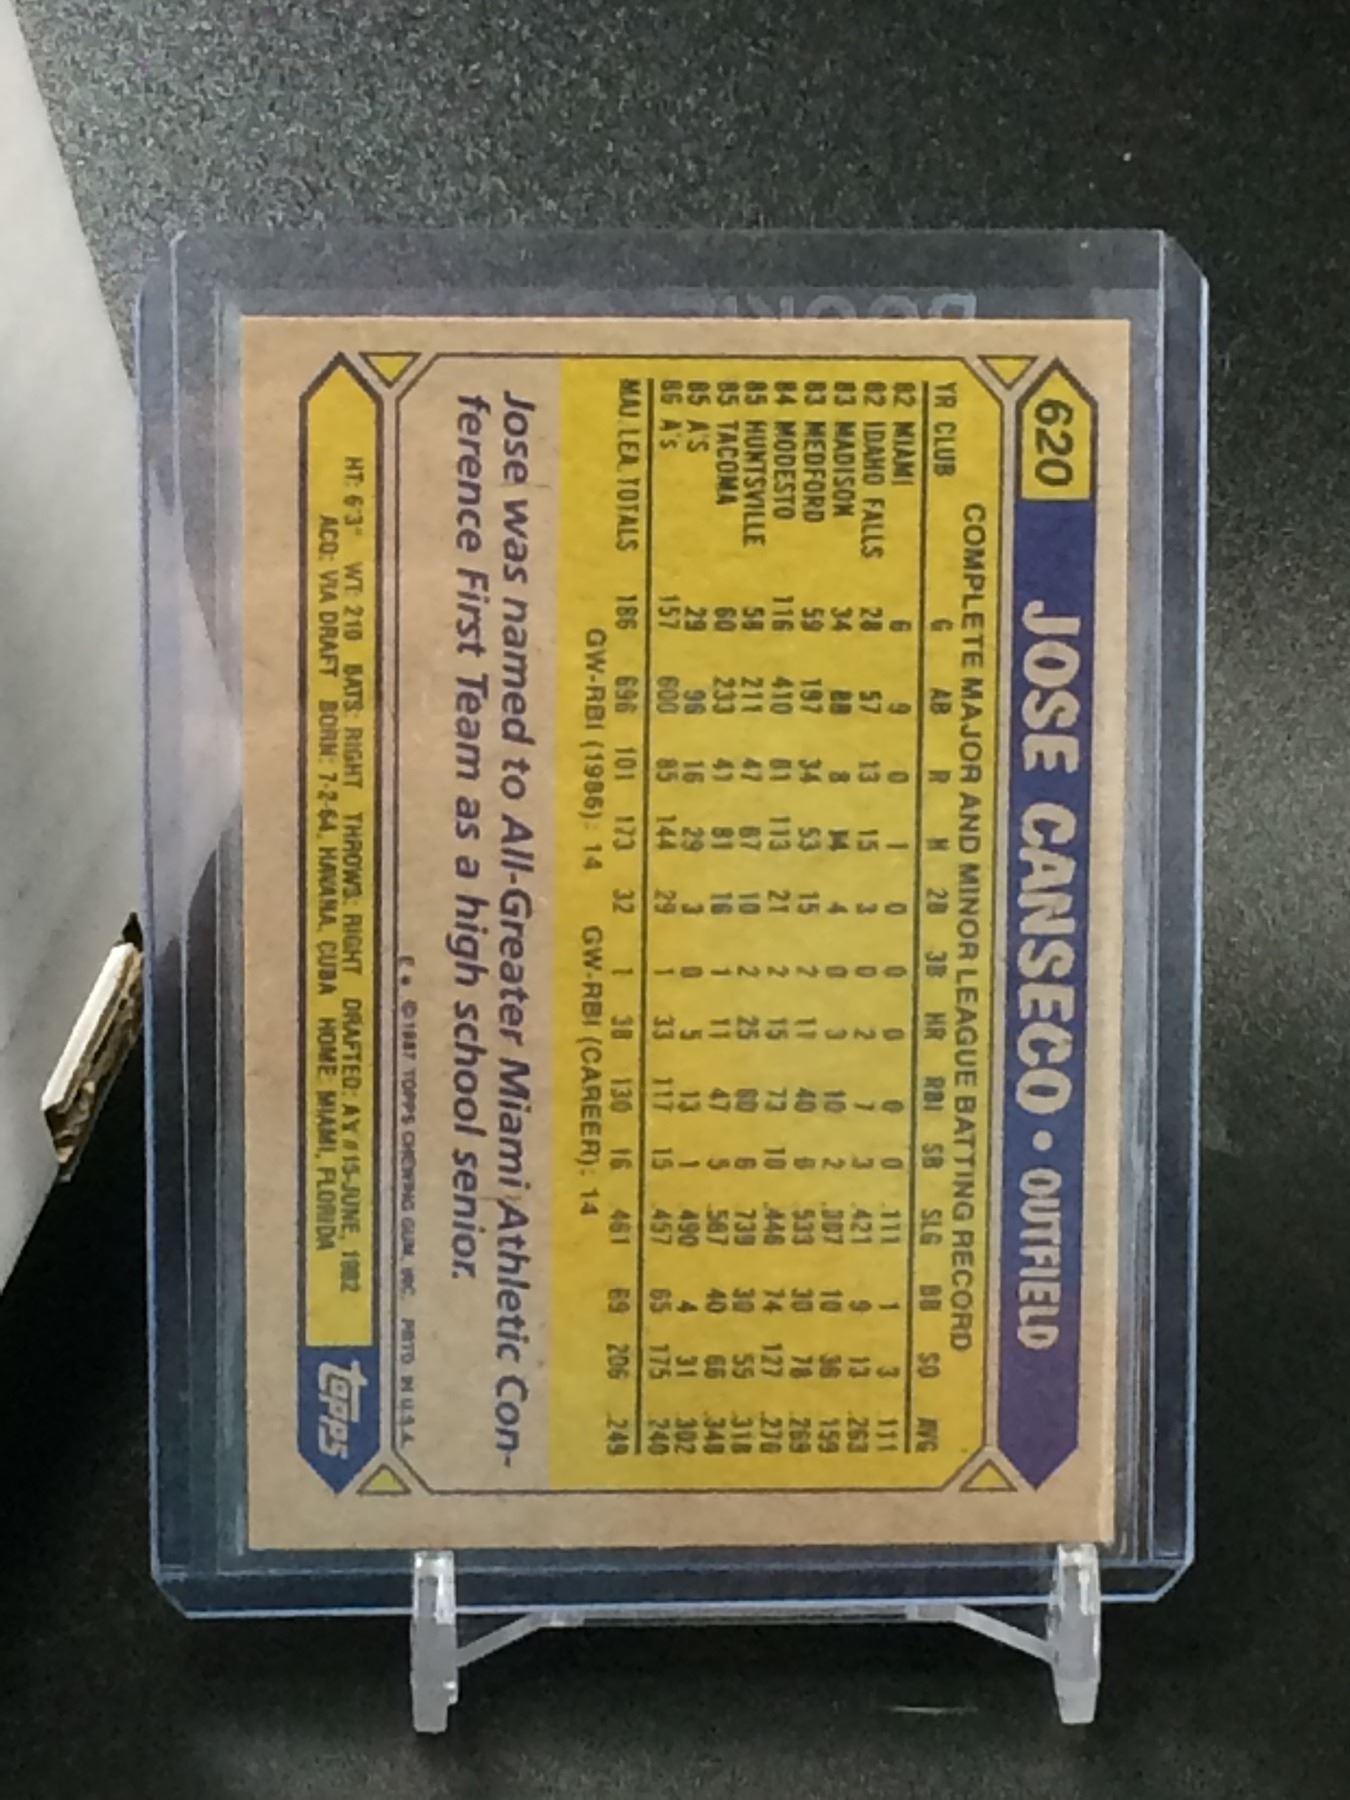 620 JOSE CANSECO • OUTFIELD
COMPLETE MAJOR AND MINOR LEAGUE BATTING RECORD
YR CLUB G AB R H 2B 3B HR RBI SB SLG BB SO AVG
82 MIAMI 6 9 0 1 0 0 0 0 0 .111 1 3 .111
82 IDAHO FALLS 28 57 13 15 3 0 2 7 3 .421 9 13 .263
83 MADISON 34 88 8 14 4 0 3 10 2 .307 10 36 .159
83 MEDFORD 59 197 34 53 15 2 11 40 6 .533 30 78 .269
84 MODESTO 116 410 61 113 21 2 15 73 10 .446 74 127 .276
85 HUNTSVILLE 58 211 47 67 10 2 25 80 6 .739 30 55 .318
85 TACOMA 60 233 41 81 16 1 11 47 5 .587 40 66 .348
85 A'S 29 96 16 29 3 0 5 13 1 .490 4 31 .302
86 A's 157 600 85 144 29 1 33 117 15 .457 65 175 .240
MAJ. LEA. TOTALS 186 696 101 173 32 1 38 130 16 .461 69 206 .249
GW-RBI (1986): 14 GW-RBI (CAREER): 14
Jose was named to All-Greater Miami Athletic Con-
ference First Team as a high school senior.
©1987 TOPPS CHEWING GUM, INC. PRTD. IN U.S.A.
HT: 6'3" WT: 210 BATS: RIGHT THROWS: RIGHT DRAFTED: A'S #15-JUNE, 1982
ACQ: VIA DRAFT BORN: 7-2-64, HAVANA, CUBA HOME: MIAMI, FLORIDA
topps